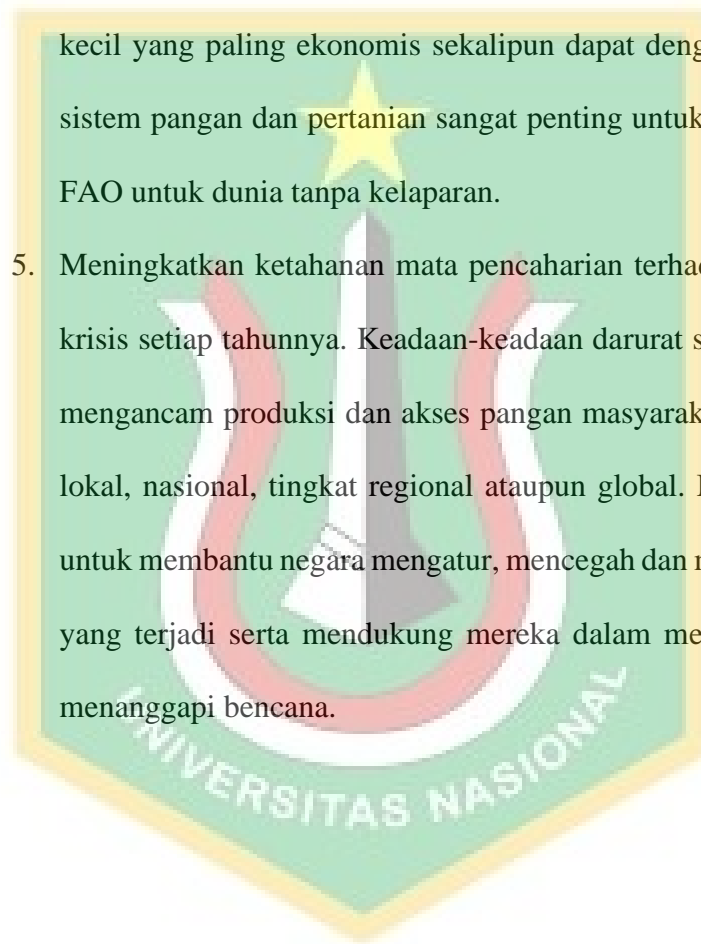 kecil yang paling ekonomis sekalipun dapat deng
sistem pangan dan pertanian sangat penting untuk
FAO untuk dunia tanpa kelaparan.
5. Meningkatkan ketahanan mata pencaharian terhad
krisis setiap tahunnya. Keadaan-keadaan darurat s
mengancam produksi dan akses pangan masyarak
lokal, nasional, tingkat regional ataupun global.
untuk membantu negara mengatur, mencegah dan
yang terjadi serta mendukung mereka dalam me
menanggapi bencana.
UNIVERSITAS NASIONAL